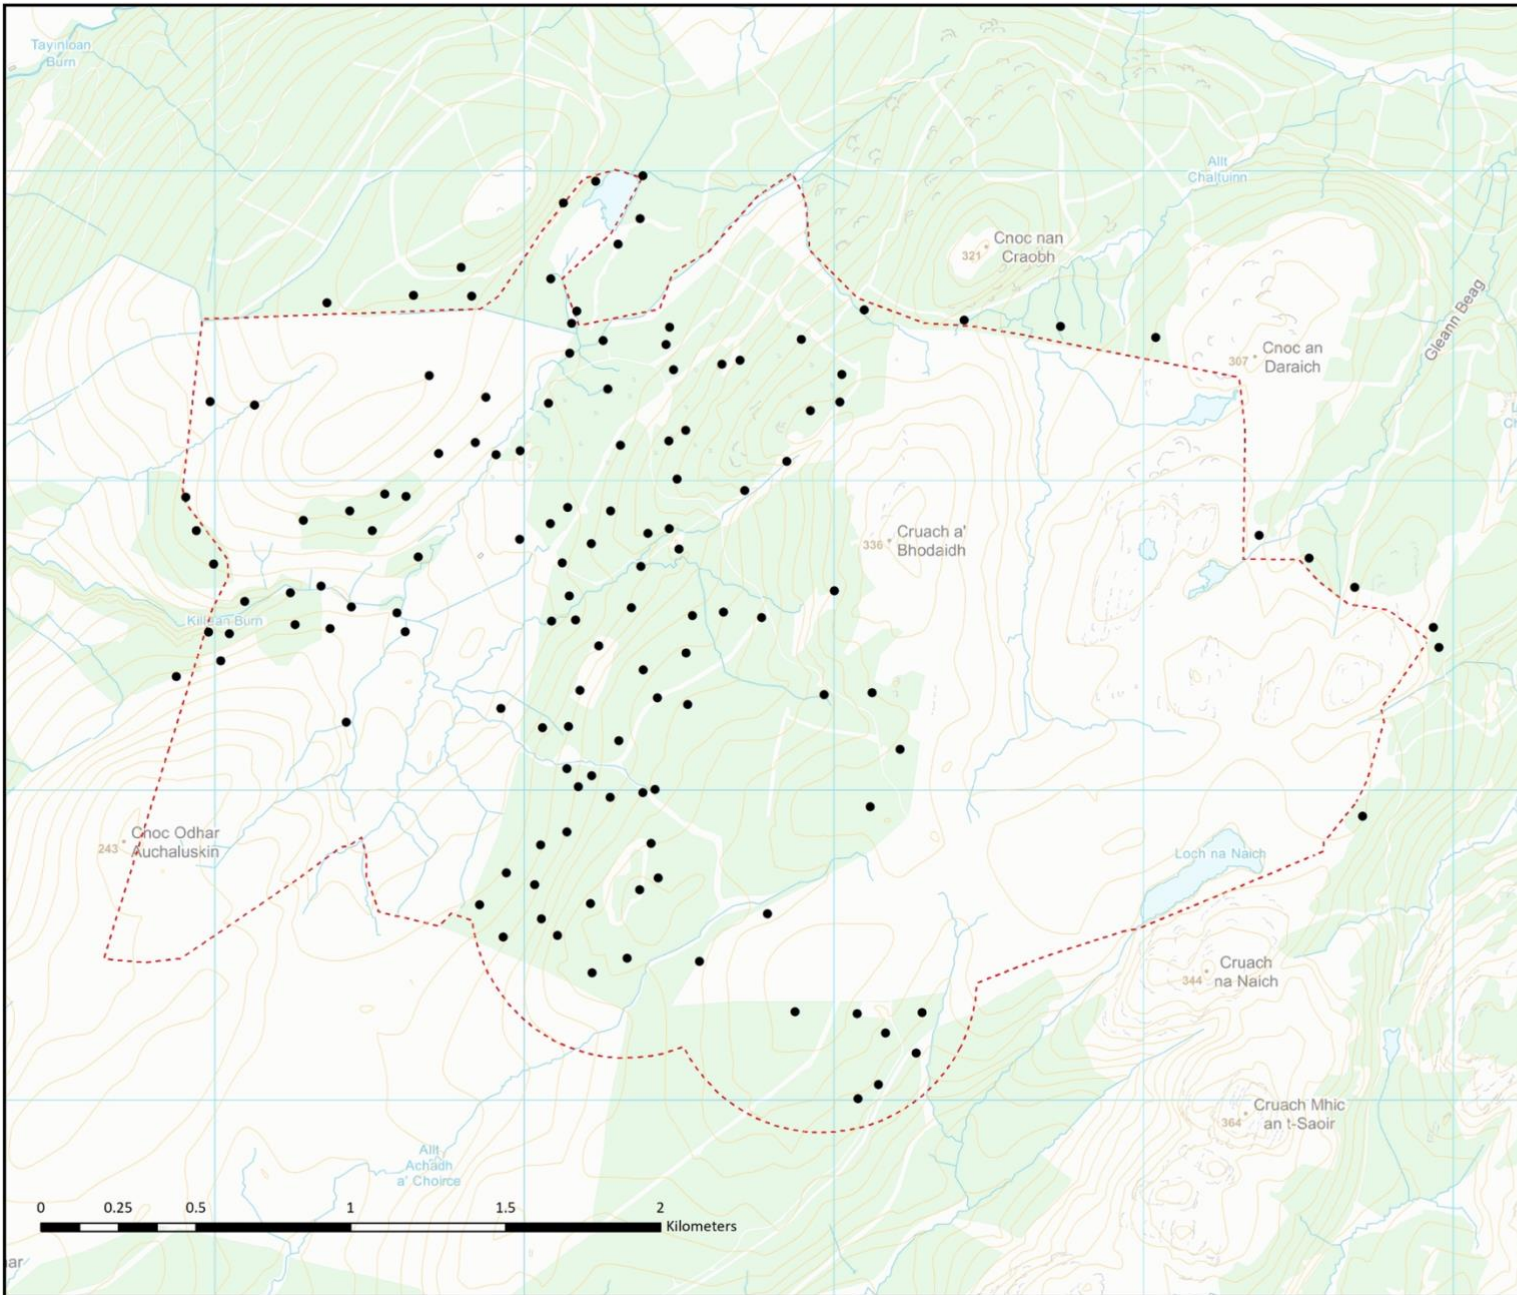 Tayinloan
Burn
Allt
Chaltuinn
Cnoc nan
Craobh
321
Gleann Beag
Cnoc an
Daraich
307
Cruach a'
Bhodaidh
336
Killean Burn
Cnoc Odhar
Auchaluskin
243
Loch na Naich
Cruach
na Naich
344
Cruach Mhic
an t-Saoir
364
Allt
Achadh
a' Choirce
0 0.25 0.5 1 1.5 2
Kilometers